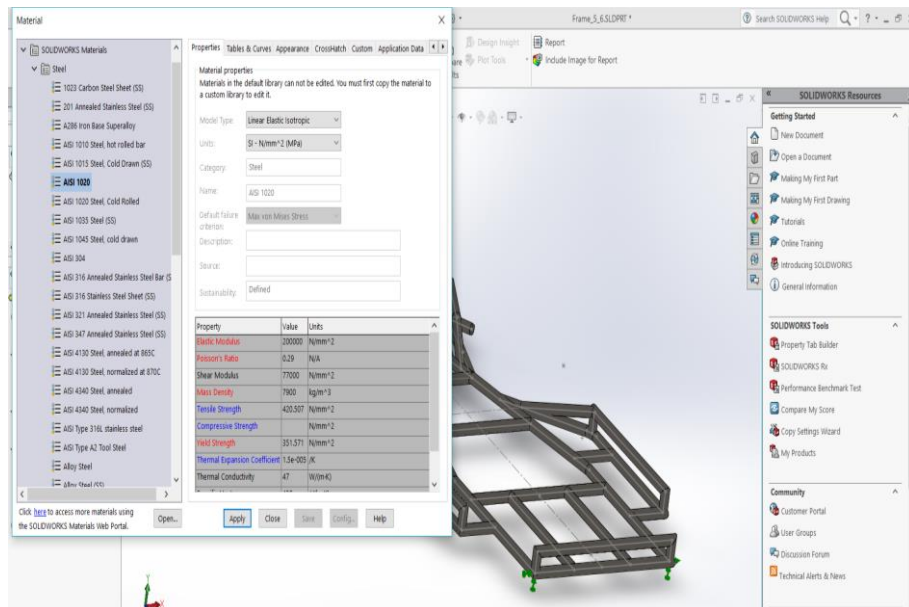 Material
X
Frame_5_6.SLDPRT *
Search SOLIDWORKS Help
Design Insight
Plot Tools
Report
Include Image for Report
SOLIDWORKS Materials
Steel
1023 Carbon Steel Sheet (SS)
201 Annealed Stainless Steel (SS)
A286 Iron Base Superalloy
AISI 1010 Steel, hot rolled bar
AISI 1015 Steel, Cold Drawn (SS)
AISI 1020
AISI 1020 Steel, Cold Rolled
AISI 1035 Steel (SS)
AISI 1045 Steel, cold drawn
AISI 304
AISI 316 Annealed Stainless Steel Bar (S
AISI 316 Stainless Steel Sheet (SS)
AISI 321 Annealed Stainless Steel (SS)
AISI 347 Annealed Stainless Steel (SS)
AISI 4130 Steel, annealed at 865C
AISI 4130 Steel, normalized at 870C
AISI 4340 Steel, annealed
AISI 4340 Steel, normalized
AISI Type 316L stainless steel
AISI Type A2 Tool Steel
Alloy Steel
Alloy Steel (SS)
Click here to access more materials using
the SOLIDWORKS Materials Web Portal.
Open...
Properties Tables & Curves Appearance CrossHatch Custom Application Data
Material properties
Materials in the default library can not be edited. You must first copy the material to
a custom library to edit it.
Model Type: Linear Elastic Isotropic
Units: SI - N/mm^2 (MPa)
Category: Steel
Name: AISI 1020
Default failure
criterion: Max von Mises Stress
Description:
Source:
Sustainability: Defined
Property Value Units
Elastic Modulus 200000 N/mm^2
Poisson's Ratio 0.29 N/A
Shear Modulus 77000 N/mm^2
Mass Density 7900 kg/m^3
Tensile Strength 420.507 N/mm^2
Compressive Strength N/mm^2
Yield Strength 351.571 N/mm^2
Thermal Expansion Coefficient 1.5e-005 /K
Thermal Conductivity 47 W/(m·K)
Apply Close Save Config... Help
SOLIDWORKS Resources
Getting Started
New Document
Open a Document
Making My First Part
Making My First Drawing
Tutorials
Online Training
Introducing SOLIDWORKS
General Information
SOLIDWORKS Tools
Property Tab Builder
SOLIDWORKS Rx
Performance Benchmark Test
Compare My Score
Copy Settings Wizard
My Products
Community
Customer Portal
User Groups
Discussion Forum
Technical Alerts & News